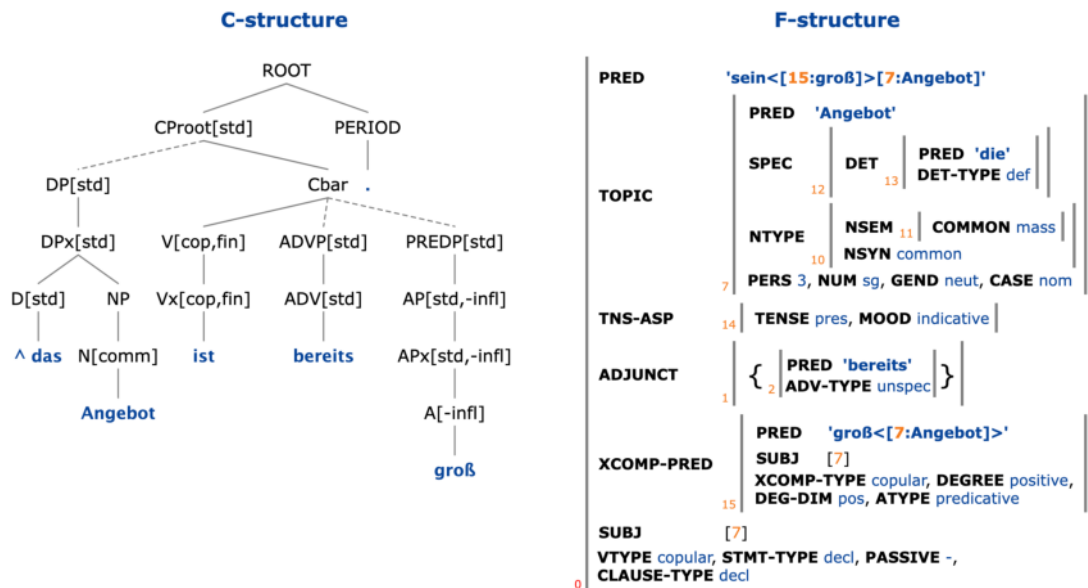 C-structure
ROOT
CProot[std] PERIOD
DP[std] Cbar .
DPx[std] V[cop,fin] ADVP[std] PREDP[std]
D[std] NP Vx[cop,fin] ADV[std] AP[std,-infl]
^ das N[comm] ist bereits APx[std,-infl]
Angebot A[-infl]
groß
F-structure
PRED 'sein<[15:groß]>[7:Angebot]'
PRED 'Angebot'
PRED 'die'
SPEC DET
DET-TYPE def
12 13
TOPIC
NSEM 11 COMMON mass
NTYPE
10 NSYN common
7 PERS 3, NUM sg, GEND neut, CASE nom
TNS-ASP 14 TENSE pres, MOOD indicative
PRED 'bereits'
ADJUNCT { 2 }
1 ADV-TYPE unspec
PRED 'groß<[7:Angebot]>'
SUBJ [7]
XCOMP-PRED
XCOMP-TYPE copular, DEGREE positive,
15 DEG-DIM pos, ATYPE predicative
SUBJ [7]
VTYPE copular, STMT-TYPE decl, PASSIVE -,
0 CLAUSE-TYPE decl